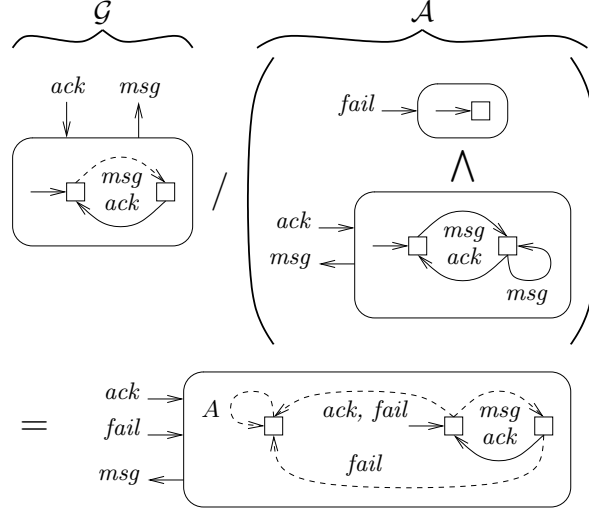 𝒢 𝒜
ack msg
msg
ack
/
fail
∧
ack
msg
msg
ack
msg
=
ack
fail
msg
A
ack, fail
msg
ack
fail